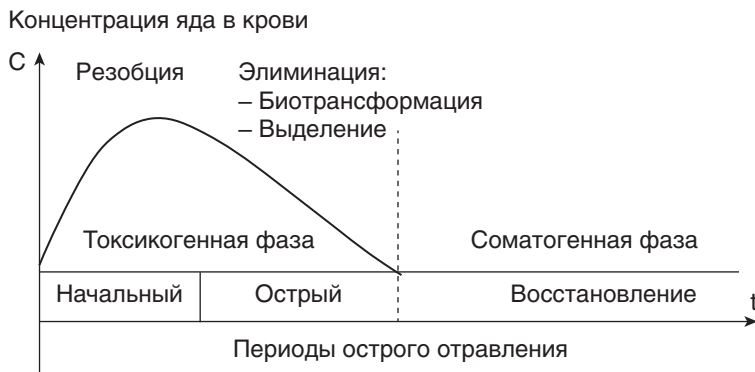 Концентрация яда в крови
C
Резобция
Элиминация:
– Биотрансформация
– Выделение
Токсикогенная фаза
Соматогенная фаза
Начальный
Острый
Восстановление
t
Периоды острого отравления